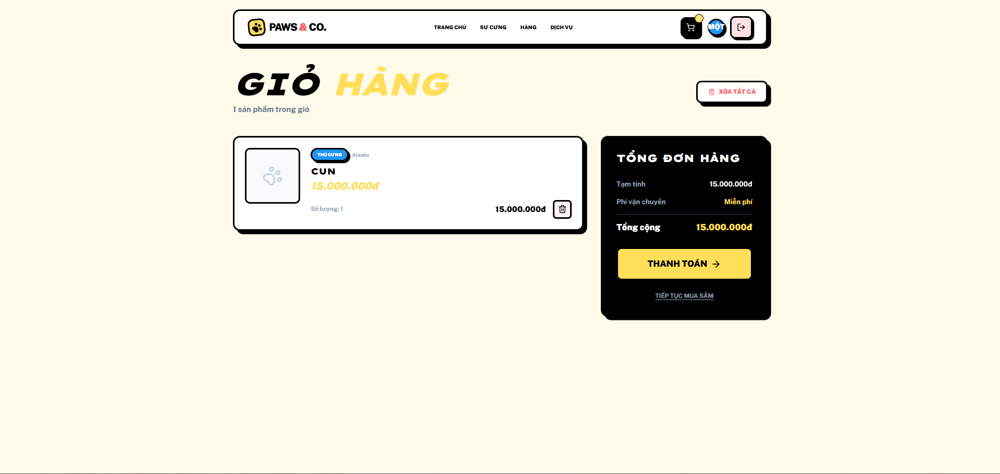 PAWS & CO.
TRANG CHỦ
SƯ CƯNG
HÀNG
DỊCH VỤ
1
MỘT
GIỎ HÀNG
1 sản phẩm trong giỏ
XÓA TẤT CẢ
THÚ CƯNG
Alaska
CUN
15.000.000đ
Số lượng: 1
15.000.000đ
TỔNG ĐƠN HÀNG
Tạm tính
15.000.000đ
Phí vận chuyển
Miễn phí
Tổng cộng
15.000.000đ
THANH TOÁN
TIẾP TỤC MUA SẮM